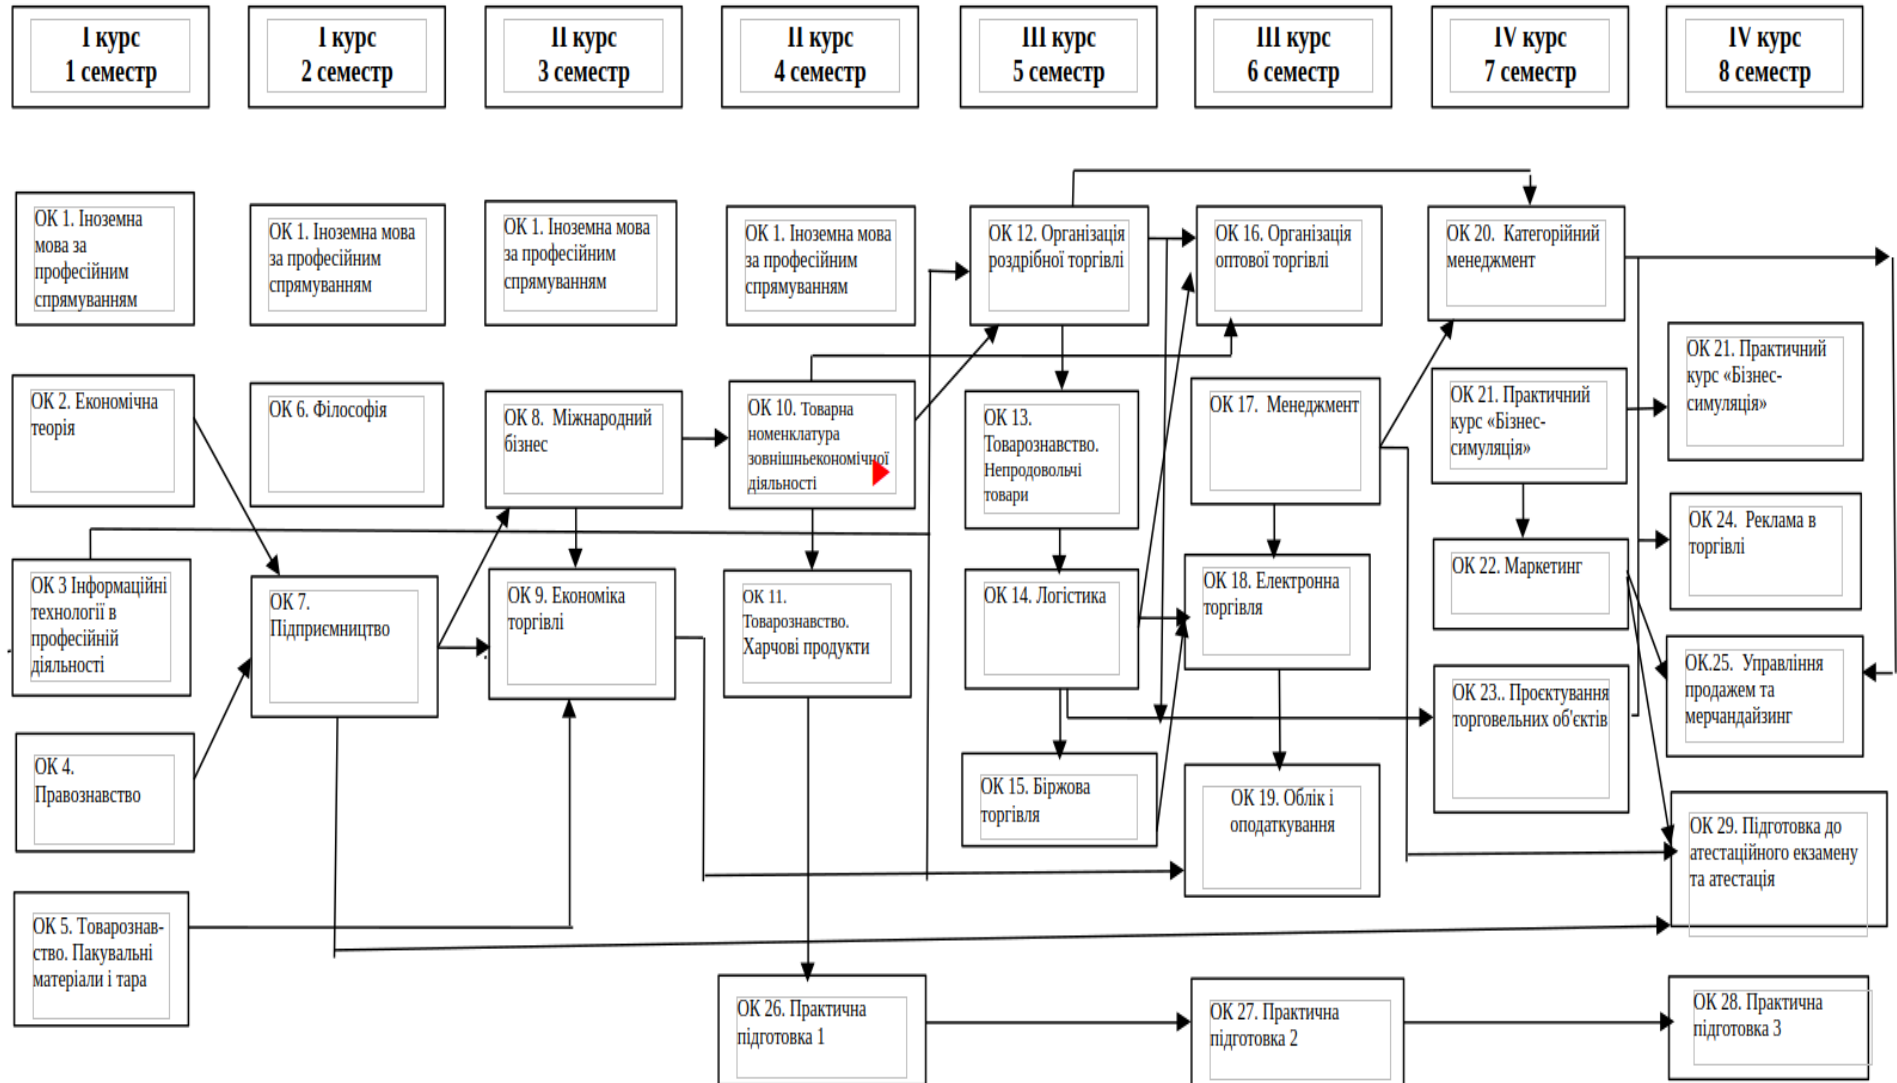 І курс
1 семестр
І курс
2 семестр
ІІ курс
3 семестр
ІІ курс
4 семестр
ІІІ курс
5 семестр
ІІІ курс
6 семестр
ІV курс
7 семестр
ІV курс
8 семестр
ОК 1. Іноземна
мова за
професійним
спрямуванням
ОК 2. Економічна
теорія
ОК 3 Інформаційні
технології в
професійній
діяльності
ОК 4.
Правознавство
ОК 5. Товарознав-
ство. Пакувальні
матеріали і тара
ОК 1. Іноземна мова
за професійним
спрямуванням
ОК 6. Філософія
ОК 7.
Підприємництво
ОК 1. Іноземна мова
за професійним
спрямуванням
ОК 8. Міжнародний
бізнес
ОК 9. Економіка
торгівлі
ОК 1. Іноземна мова
за професійним
спрямуванням
ОК 10. Товарна
номенклатура
зовнішньекономічної
діяльності
ОК 11.
Товарознавство.
Харчові продукти
ОК 26. Практична
підготовка 1
ОК 12. Організація
роздрібної торгівлі
ОК 13.
Товарознавство.
Непродовольчі
товари
ОК 14. Логістика
ОК 15. Біржова
торгівля
ОК 16. Організація
оптової торгівлі
ОК 17. Менеджмент
ОК 18. Електронна
торгівля
ОК 19. Облік і
оподаткування
ОК 27. Практична
підготовка 2
ОК 20. Категорійний
менеджмент
ОК 21. Практичний
курс «Бізнес-
симуляція»
ОК 22. Маркетинг
ОК 23.. Проєктування
торговельних об'єктів
ОК 21. Практичний
курс «Бізнес-
симуляція»
ОК 24. Реклама в
торгівлі
ОК.25. Управління
продажем та
мерчандайзинг
ОК 29. Підготовка до
атестаційного екзамену
та атестація
ОК 28. Практична
підготовка 3